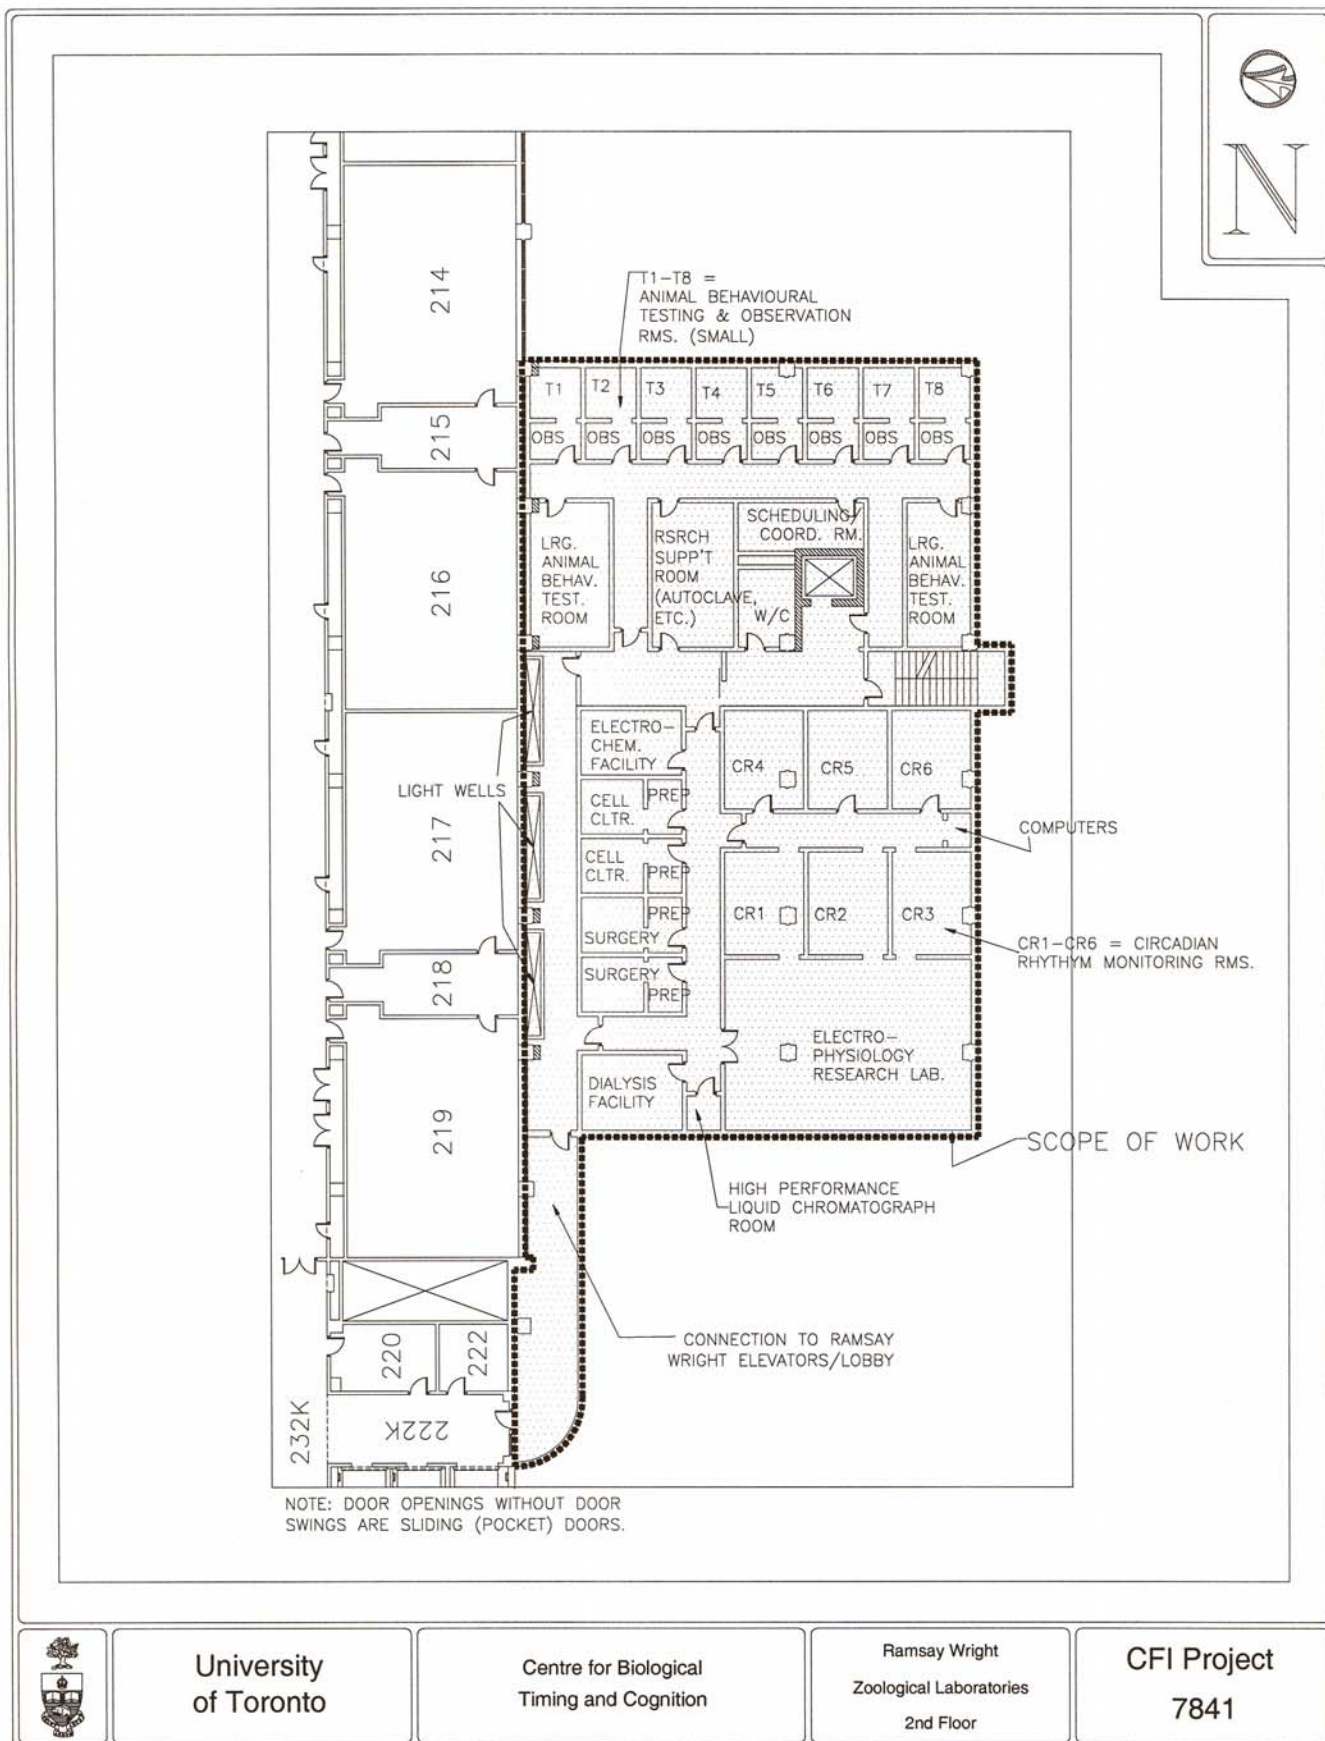 N
214
215
216
217
218
219
220
222
222K
232K
T1-T8 =
ANIMAL BEHAVIOURAL
TESTING & OBSERVATION
RMS. (SMALL)
T1 T2 T3 T4 T5 T6 T7 T8
OBS OBS OBS OBS OBS OBS OBS OBS
LRG.
ANIMAL
BEHAV.
TEST.
ROOM
RSRCH
SUPP'T
ROOM
(AUTOCLAVE,
ETC.)
SCHEDULING/
COORD. RM.
W/C
LRG.
ANIMAL
BEHAV.
TEST.
ROOM
LIGHT WELLS
ELECTRO-
CHEM.
FACILITY
CELL
CLTR.
PREP
CELL
CLTR.
PREP
PREP
SURGERY
SURGERY
PREP
CR4 CR5 CR6
COMPUTERS
CR1 CR2 CR3
CR1-CR6 = CIRCADIAN
RHYTHYM MONITORING RMS.
ELECTRO-
PHYSIOLOGY
RESEARCH LAB.
DIALYSIS
FACILITY
SCOPE OF WORK
HIGH PERFORMANCE
LIQUID CHROMATOGRAPH
ROOM
CONNECTION TO RAMSAY
WRIGHT ELEVATORS/LOBBY
NOTE: DOOR OPENINGS WITHOUT DOOR
SWINGS ARE SLIDING (POCKET) DOORS.
University
of Toronto
Centre for Biological
Timing and Cognition
Ramsay Wright
Zoological Laboratories
2nd Floor
CFI Project
7841